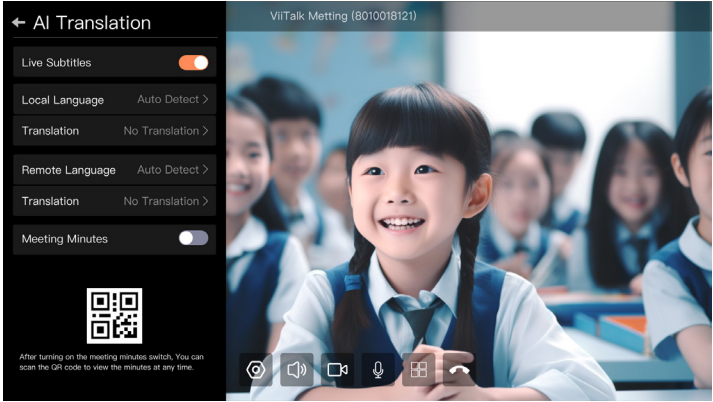 AI Translation
Live Subtitles
Local Language Auto Detect >
Translation No Translation >
Remote Language Auto Detect >
Translation No Translation >
Meeting Minutes
After turning on the meeting minutes switch, You can
scan the QR code to view the minutes at any time.
ViiTalk Metting (8010018121)